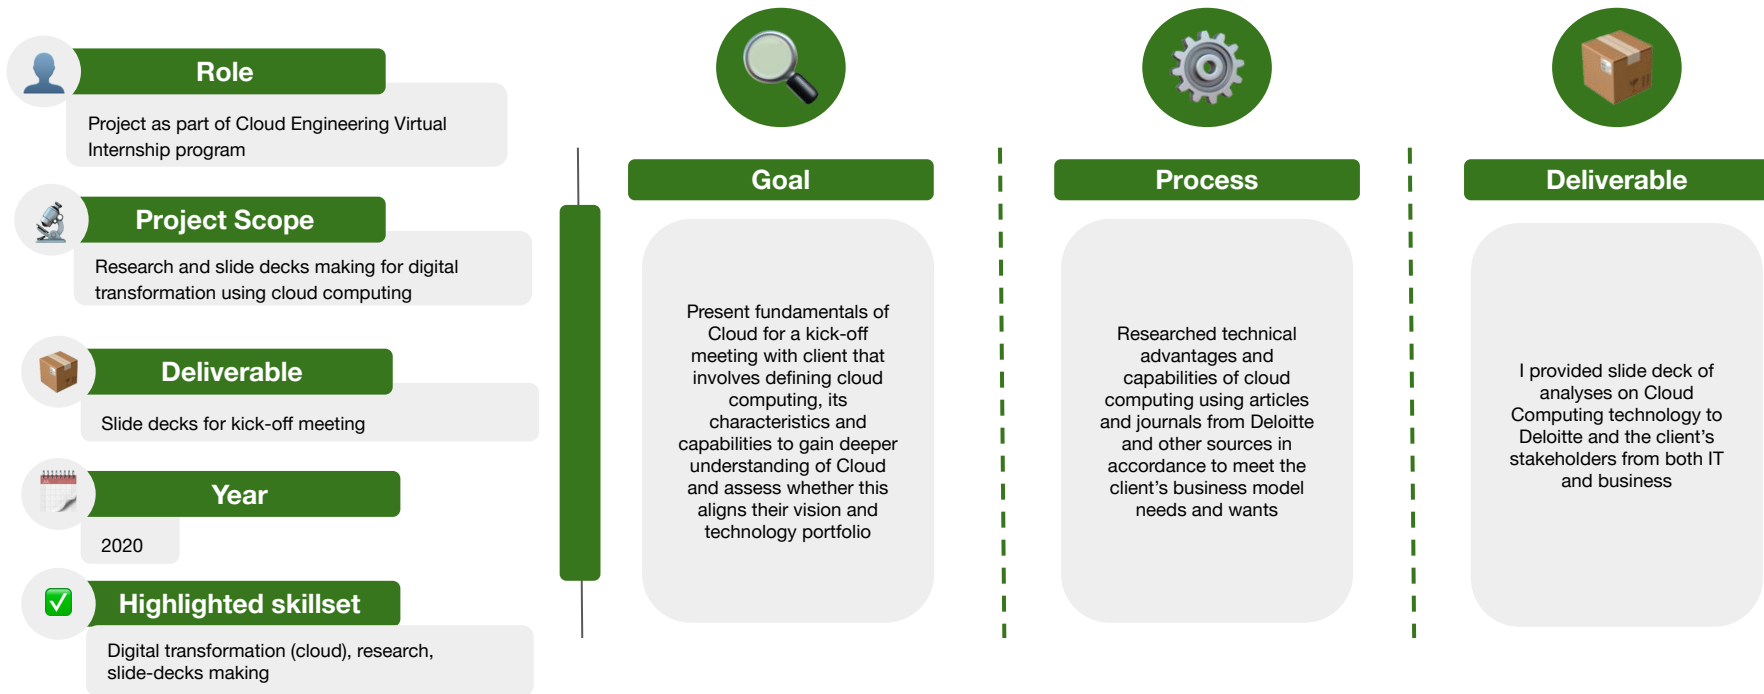 Role
Project as part of Cloud Engineering Virtual
Internship program
Project Scope
Research and slide decks making for digital
transformation using cloud computing
Deliverable
Slide decks for kick-off meeting
Year
2020
Highlighted skillset
Digital transformation (cloud), research,
slide-decks making
Goal
Present fundamentals of
Cloud for a kick-off
meeting with client that
involves defining cloud
computing, its
characteristics and
capabilities to gain deeper
understanding of Cloud
and assess whether this
aligns their vision and
technology portfolio
Process
Researched technical
advantages and
capabilities of cloud
computing using articles
and journals from Deloitte
and other sources in
accordance to meet the
client’s business model
needs and wants
Deliverable
I provided slide deck of
analyses on Cloud
Computing technology to
Deloitte and the client’s
stakeholders from both IT
and business